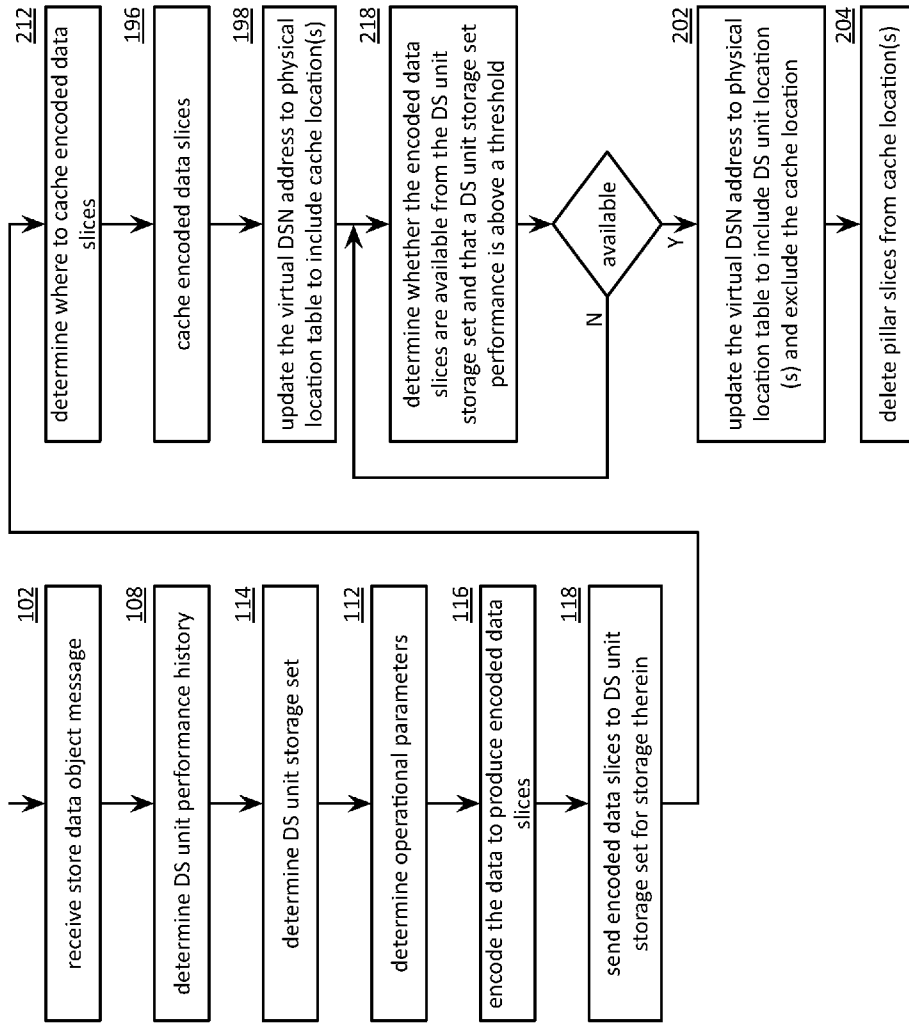 102
receive store data object message
108
determine DS unit performance history
114
determine DS unit storage set
112
determine operational parameters
116
encode the data to produce encoded data
slices
118
send encoded data slices to DS unit
storage set for storage therein
212
determine where to cache encoded data
slices
196
cache encoded data slices
198
update the virtual DSN address to physical
location table to include cache location(s)
218
determine whether the encoded data
slices are available from the DS unit
storage set and that a DS unit storage set
performance is above a threshold
available
N
Y
202
update the virtual DSN address to physical
location table to include DS unit location
(s) and exclude the cache location
204
delete pillar slices from cache location(s)